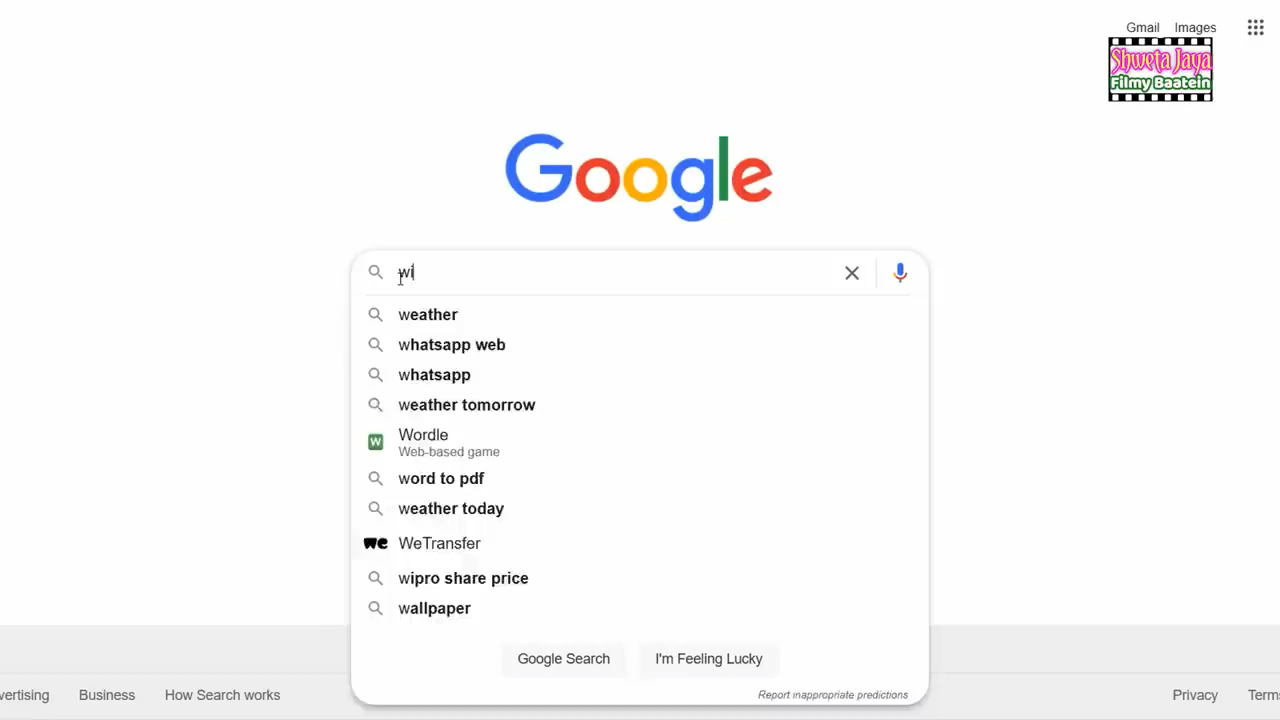 Gmail Images
Shweta Jaya
Filmy Baatein
Google
wi
weather
whatsapp web
whatsapp
weather tomorrow
W
Wordle
Web-based game
word to pdf
weather today
we WeTransfer
wipro share price
wallpaper
Google Search I'm Feeling Lucky
Report inappropriate predictions
vertising Business How Search works Privacy Terms